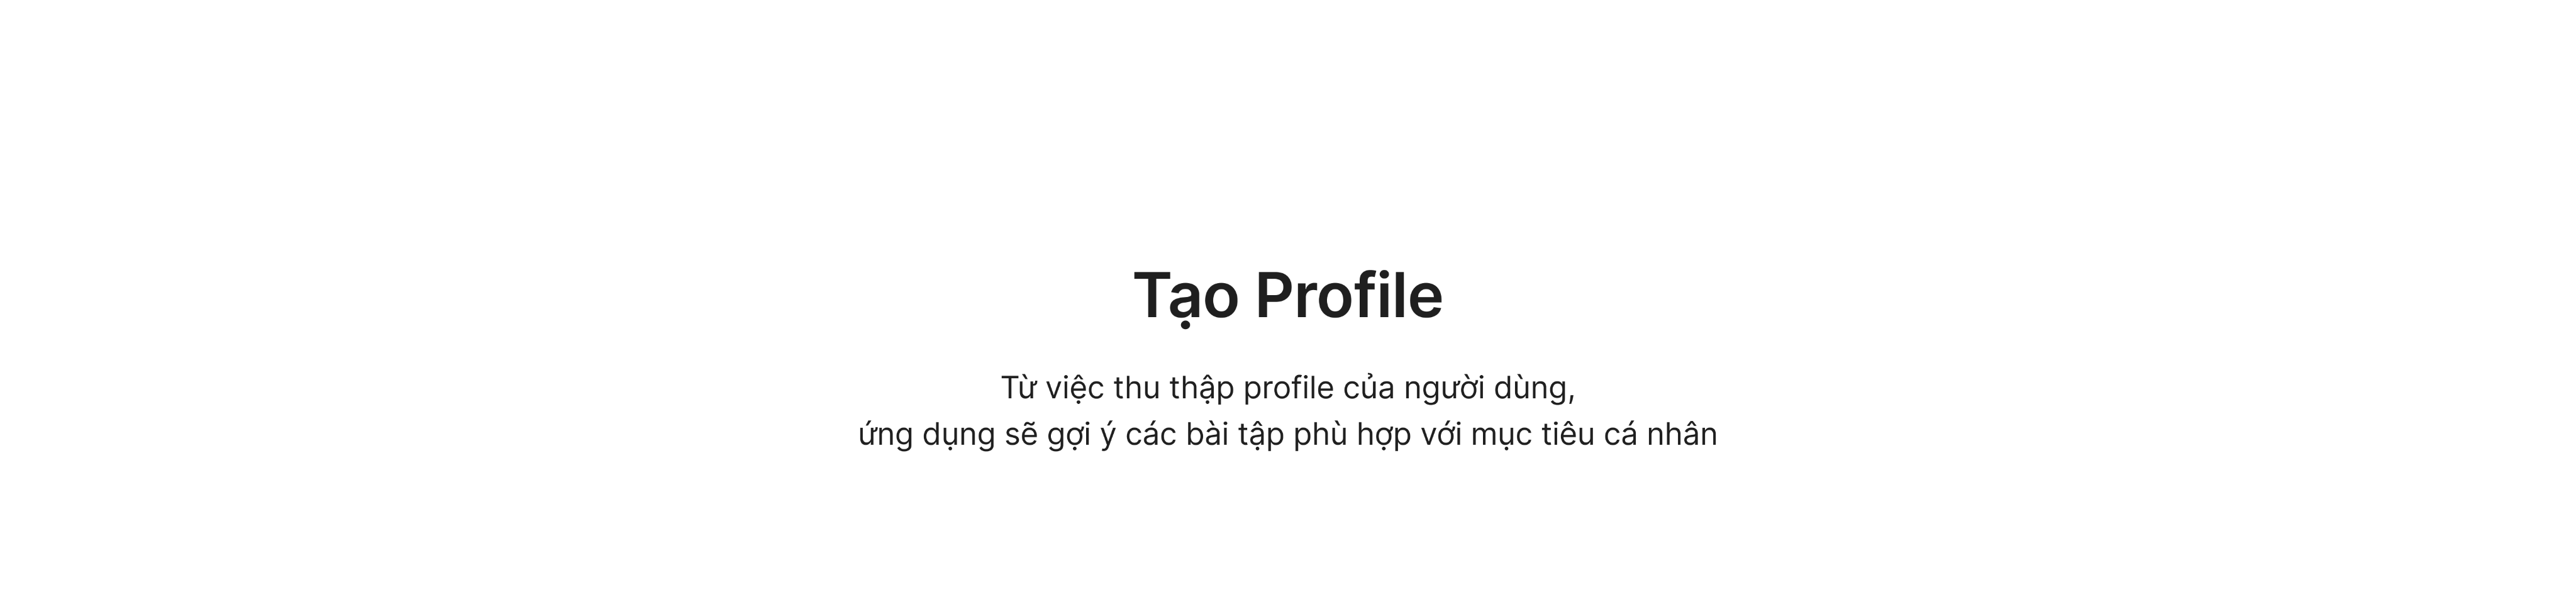 Tạo Profile
Từ việc thu thập profile của người dùng,
ứng dụng sẽ gợi ý các bài tập phù hợp với mục tiêu cá nhân